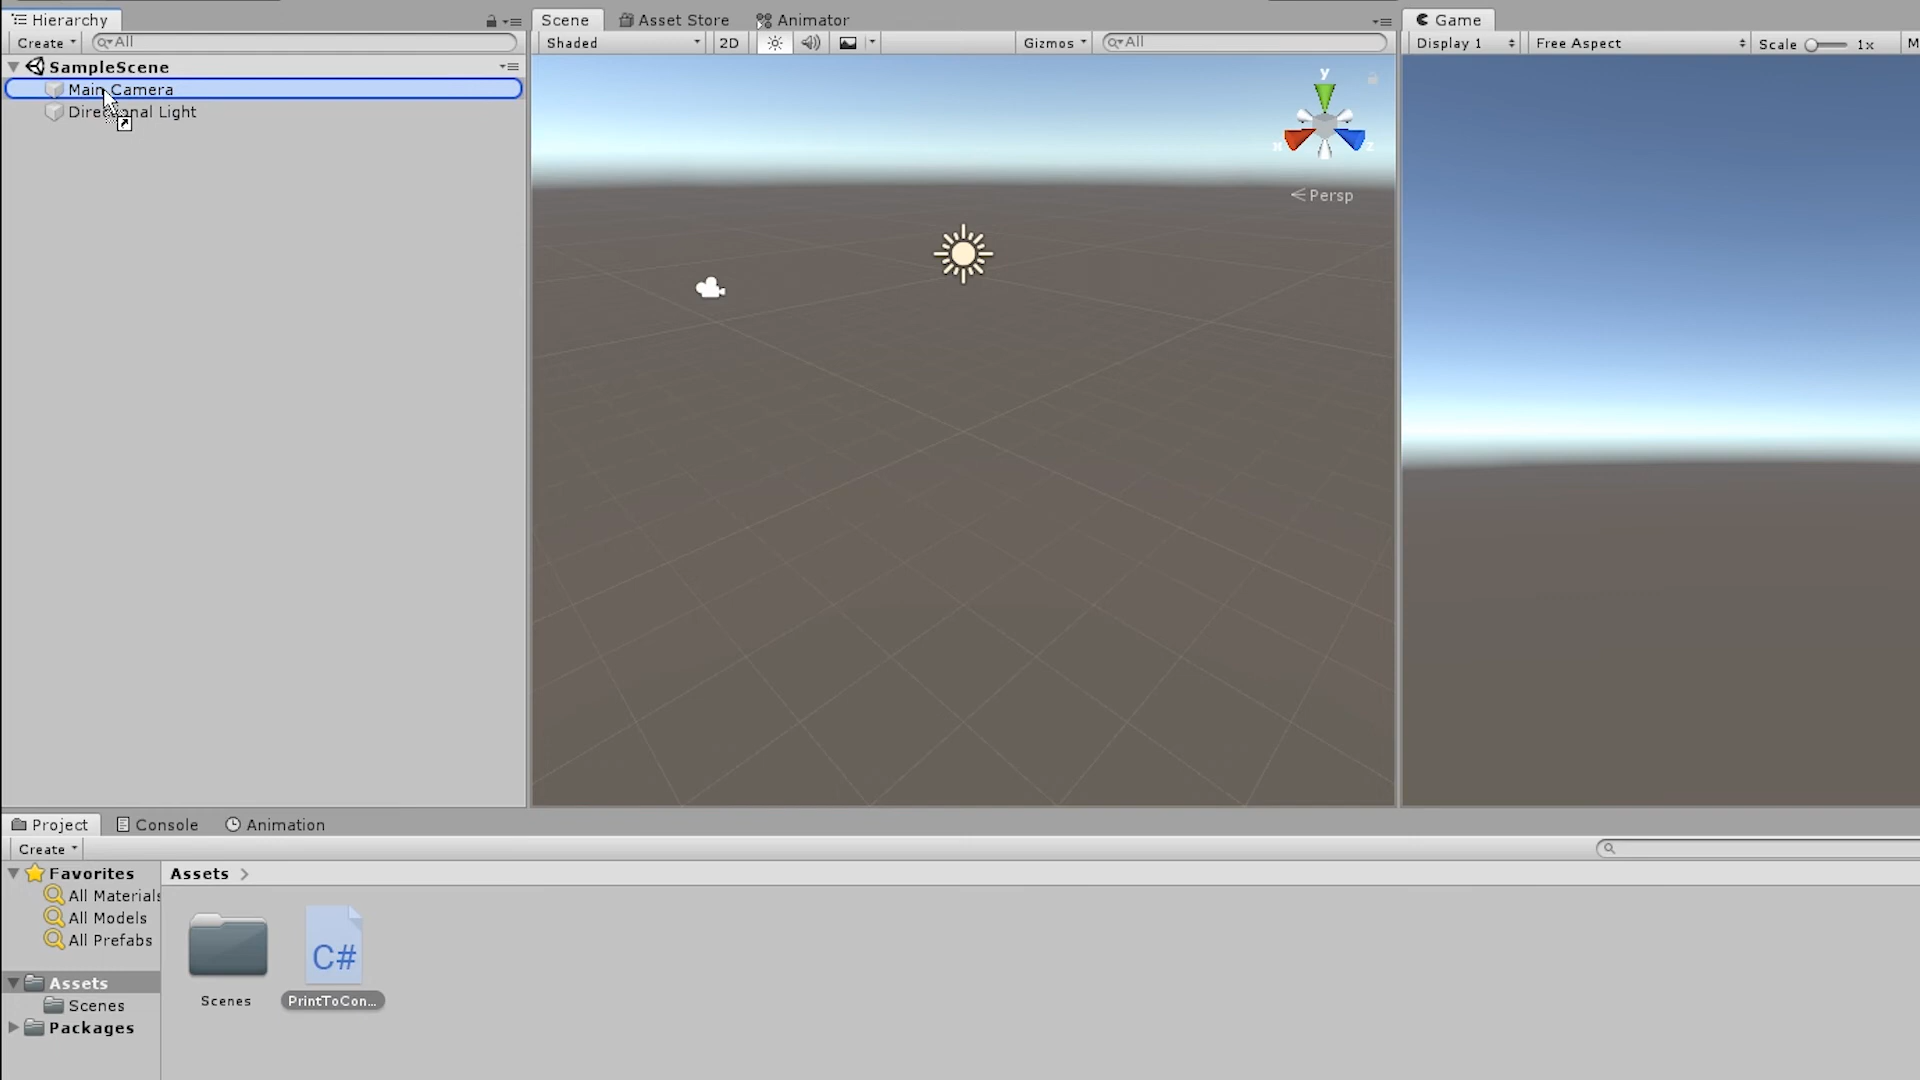 Hierarchy
Create
All
SampleScene
Main Camera
Directional Light
Scene
Asset Store
Animator
Shaded
2D
Gizmos
All
y
x
z
Persp
Game
Display 1
Free Aspect
Scale
1x
M
Project
Console
Animation
Create
Favorites
All Materials
All Models
All Prefabs
Assets
Scenes
Packages
Assets
Scenes
C#
PrintToCon...